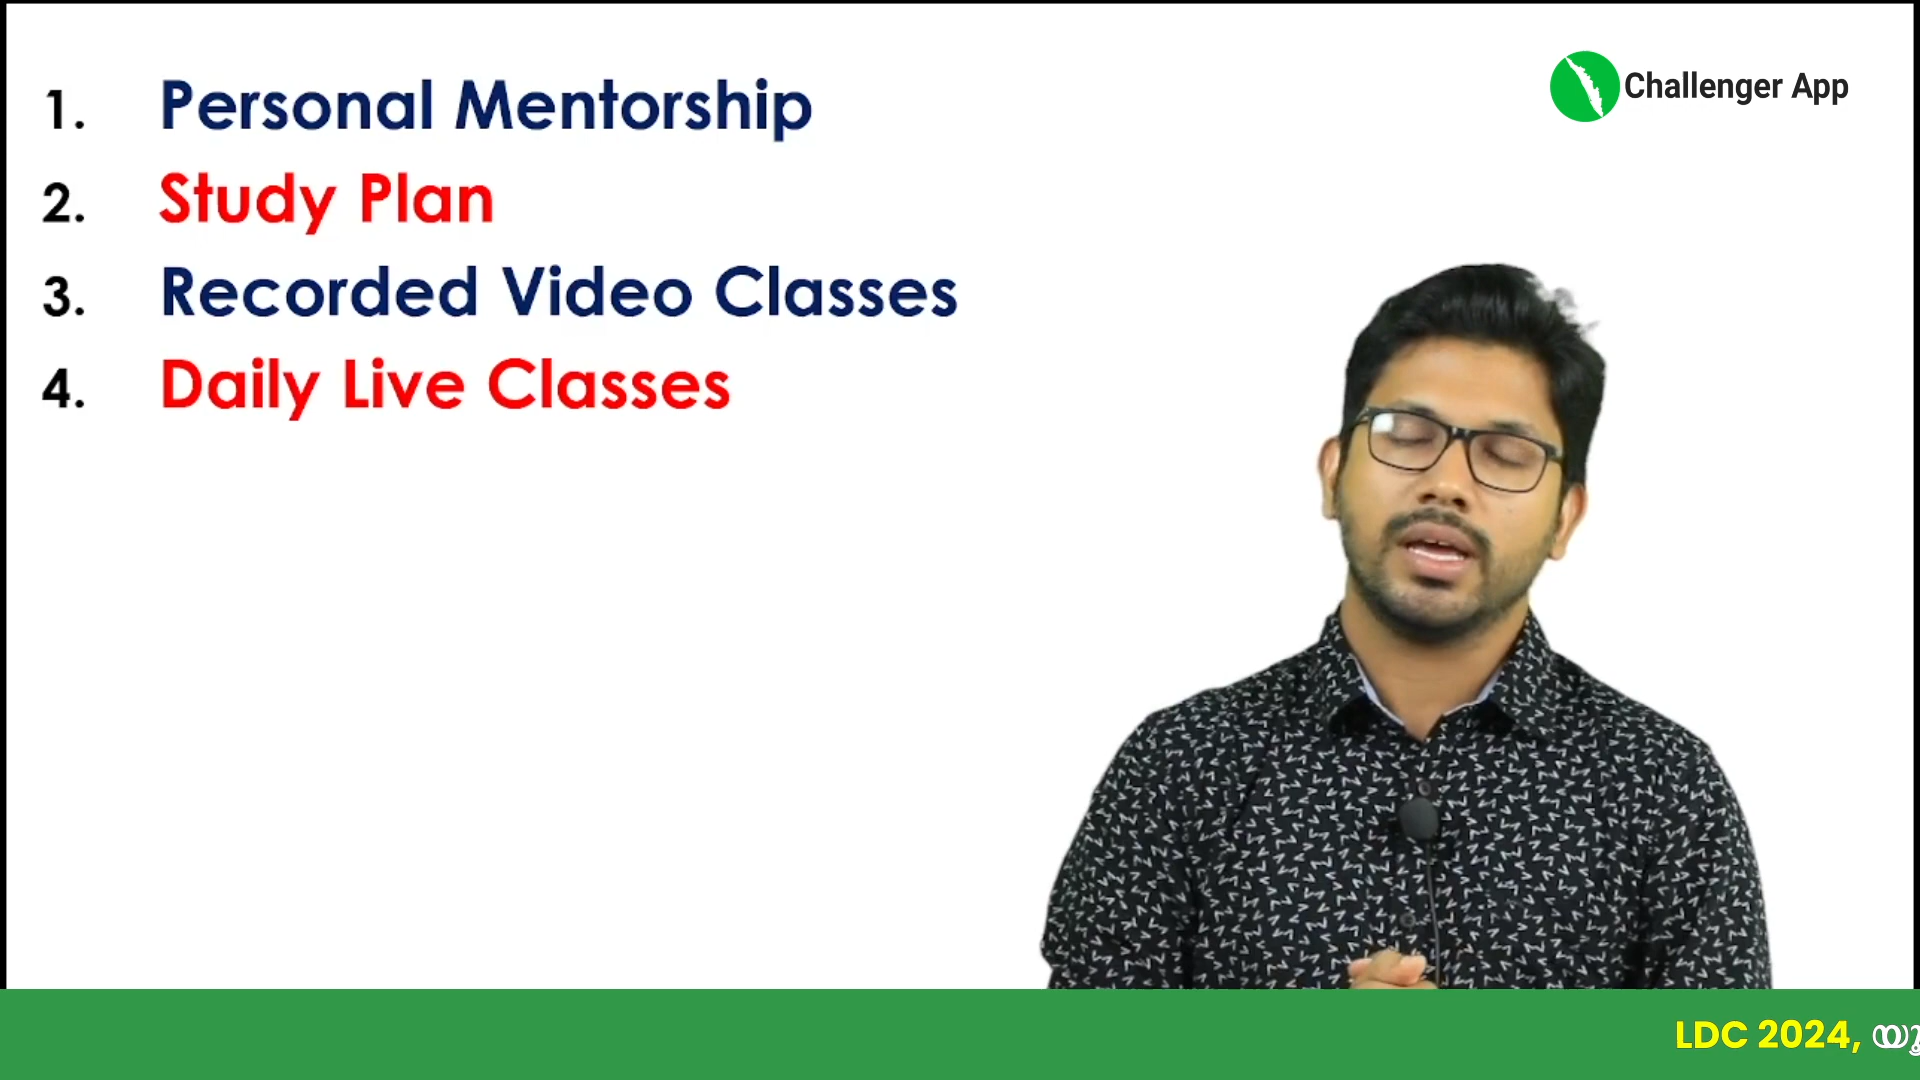 1. Personal Mentorship
2. Study Plan
3. Recorded Video Classes
4. Daily Live Classes
Challenger App
LDC 2024,